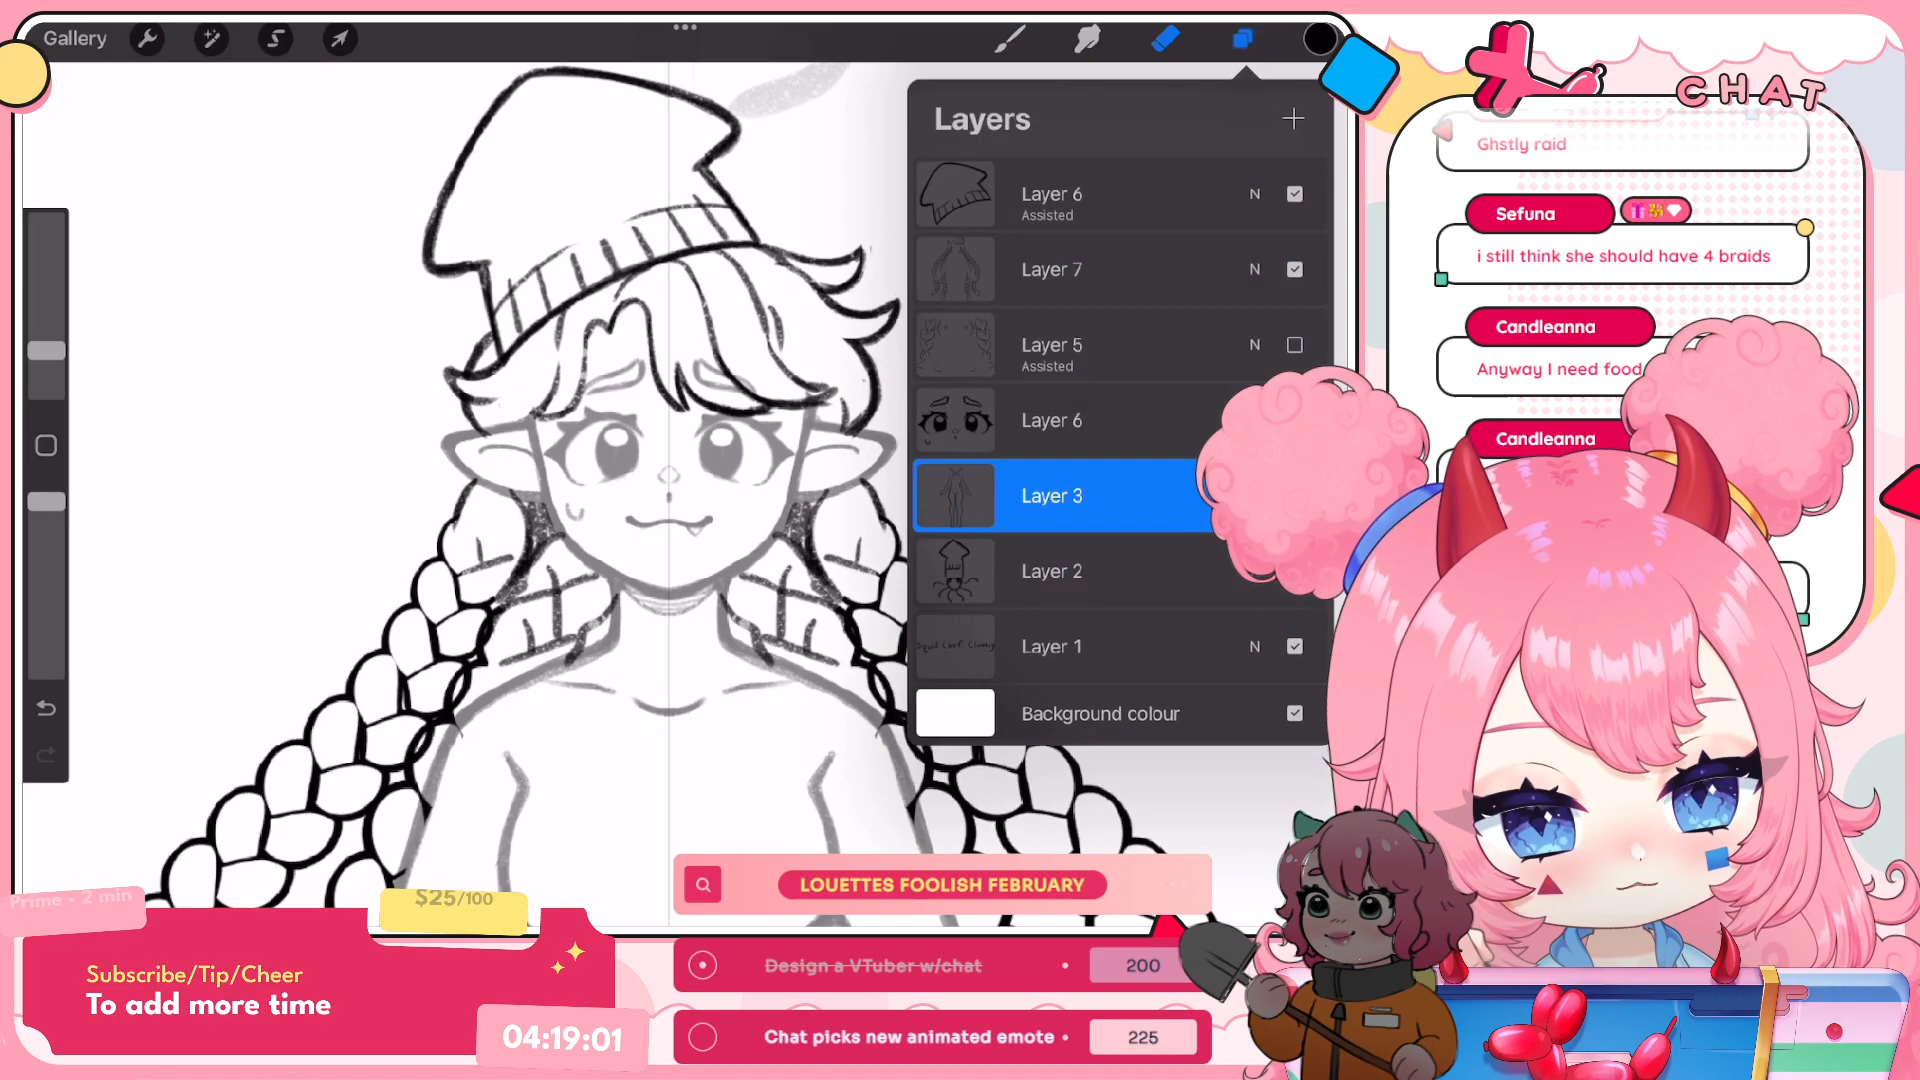 Gallery
Layers
Layer 6
Assisted
N
Layer 7
N
Layer 5
Assisted
N
Layer 6
Layer 3
Layer 2
Squid Chef
Layer 1
N
Background colour
CHAT
Ghstly raid
Sefuna
i still think she should have 4 braids
Candleanna
Anyway I need food
Candleanna
Prime - 2 min
$25/100
Subscribe/Tip/Cheer
To add more time
04:19:01
LOUETTES FOOLISH FEBRUARY
Design a VTuber w/chat • 200
Chat picks new animated emote • 225